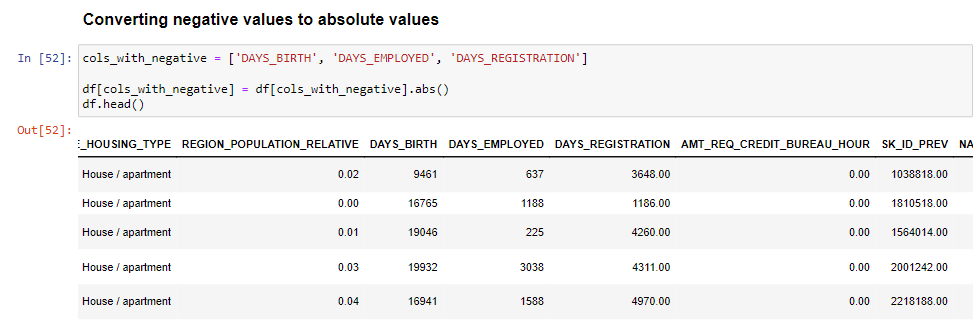 Converting negative values to absolute values
In [52]: cols_with_negative = ['DAYS_BIRTH', 'DAYS_EMPLOYED', 'DAYS_REGISTRATION']
df[cols_with_negative] = df[cols_with_negative].abs()
df.head()
Out[52]:
E_HOUSING_TYPE REGION_POPULATION_RELATIVE DAYS_BIRTH DAYS_EMPLOYED DAYS_REGISTRATION AMT_REQ_CREDIT_BUREAU_HOUR SK_ID_PREV NA
House / apartment 0.02 9461 637 3648.00 0.00 1038818.00
House / apartment 0.00 16765 1188 1186.00 0.00 1810518.00
House / apartment 0.01 19046 225 4260.00 0.00 1564014.00
House / apartment 0.03 19932 3038 4311.00 0.00 2001242.00
House / apartment 0.04 16941 1588 4970.00 0.00 2218188.00